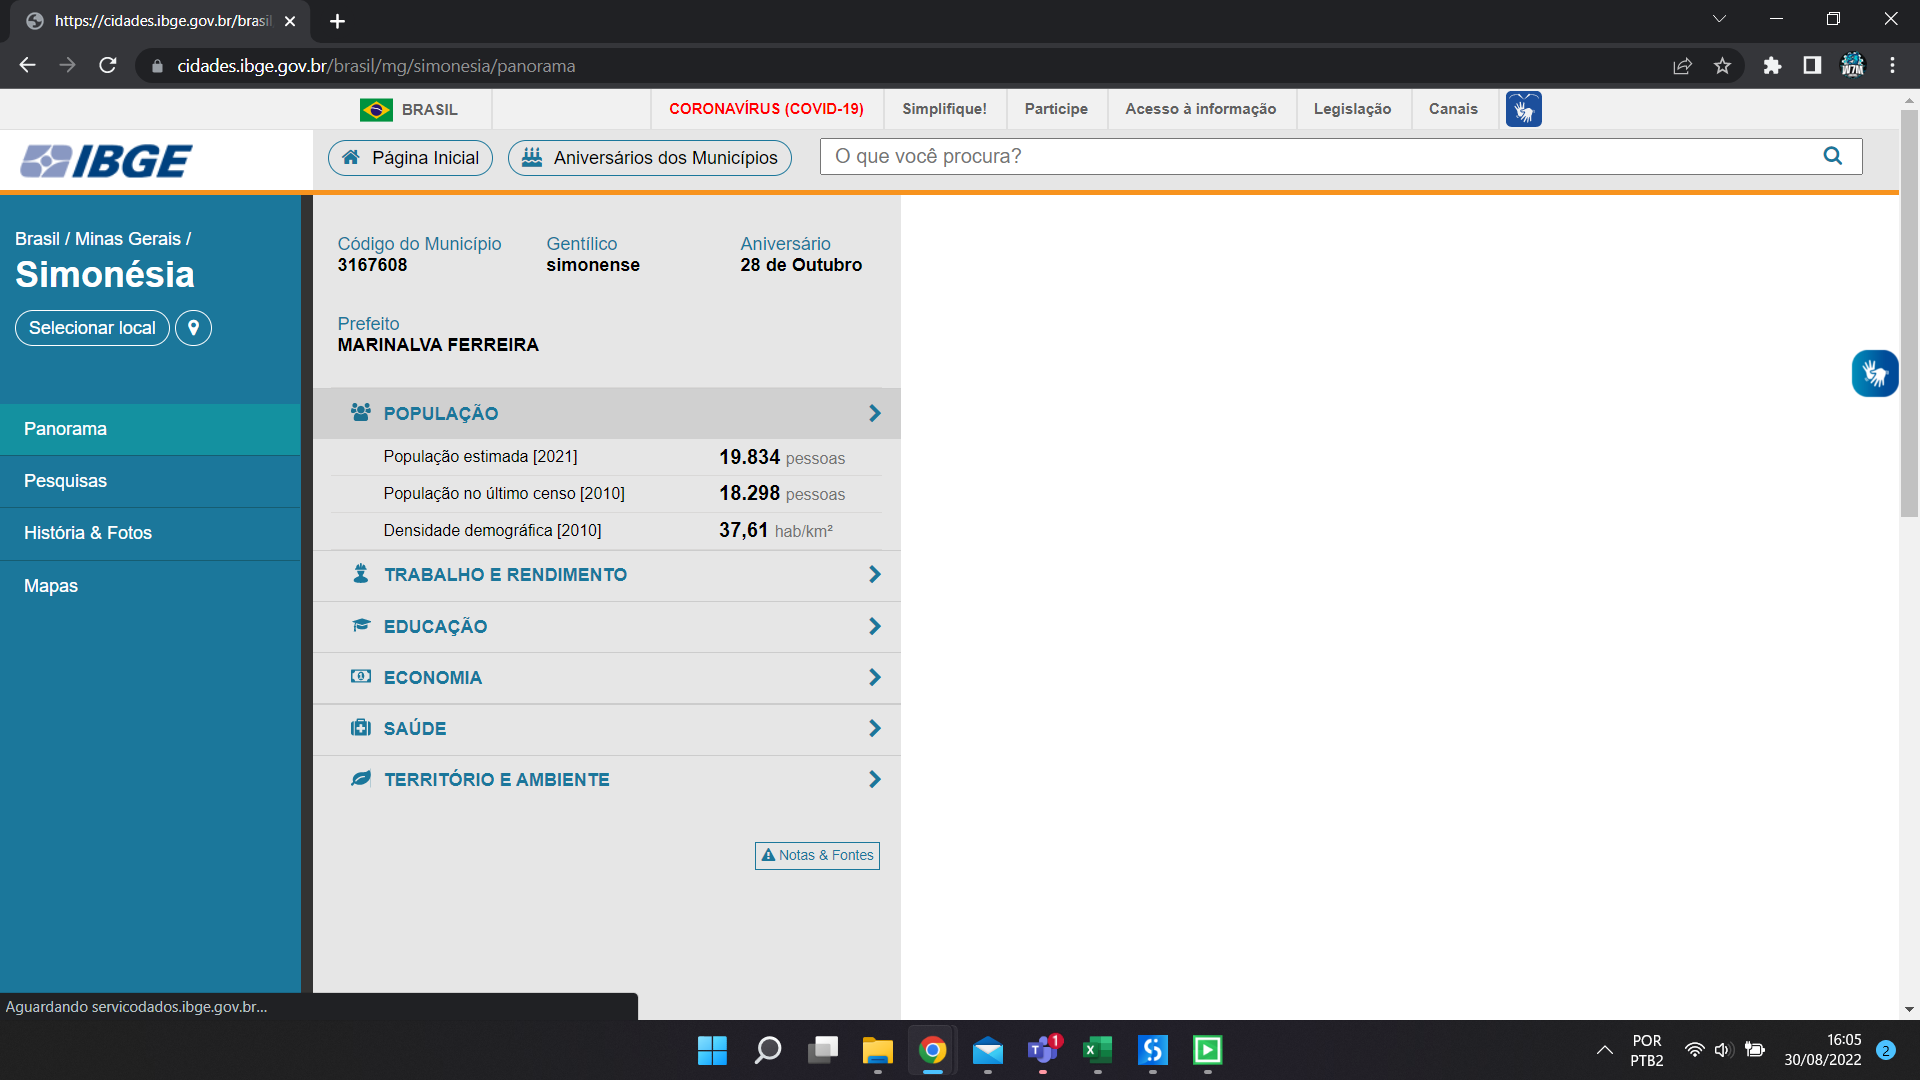 https://cidades.ibge.gov.br/brasil
cidades.ibge.gov.br/brasil/mg/simonesia/panorama
BRASIL
CORONAVÍRUS (COVID-19)
Simplifique!
Participe
Acesso à informação
Legislação
Canais
IBGE
Página Inicial
Aniversários dos Municípios
O que você procura?
Brasil / Minas Gerais /
Simonésia
Selecionar local
Panorama
Pesquisas
História & Fotos
Mapas
Código do Município
3167608
Gentílico
simonense
Aniversário
28 de Outubro
Prefeito
MARINALVA FERREIRA
POPULAÇÃO
População estimada [2021] 19.834 pessoas
População no último censo [2010] 18.298 pessoas
Densidade demográfica [2010] 37,61 hab/km²
TRABALHO E RENDIMENTO
EDUCAÇÃO
ECONOMIA
SAÚDE
TERRITÓRIO E AMBIENTE
Notas & Fontes
Aguardando servicodados.ibge.gov.br...
1
POR
PTB2
16:05
30/08/2022
2